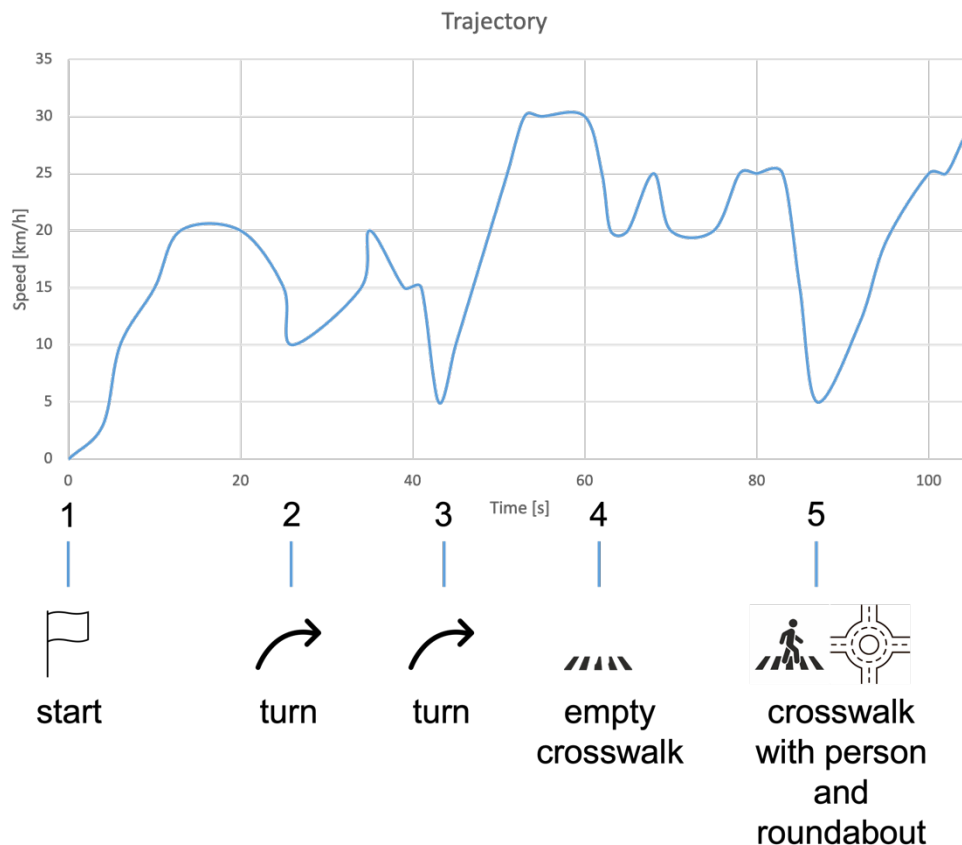 Trajectory
35
30
25
20
15
10
5
0
Speed [km/h]
0 20 40 60 80 100
Time [s]
1 2 3 4 5
start
turn
turn
empty
crosswalk
crosswalk
with person
and
roundabout